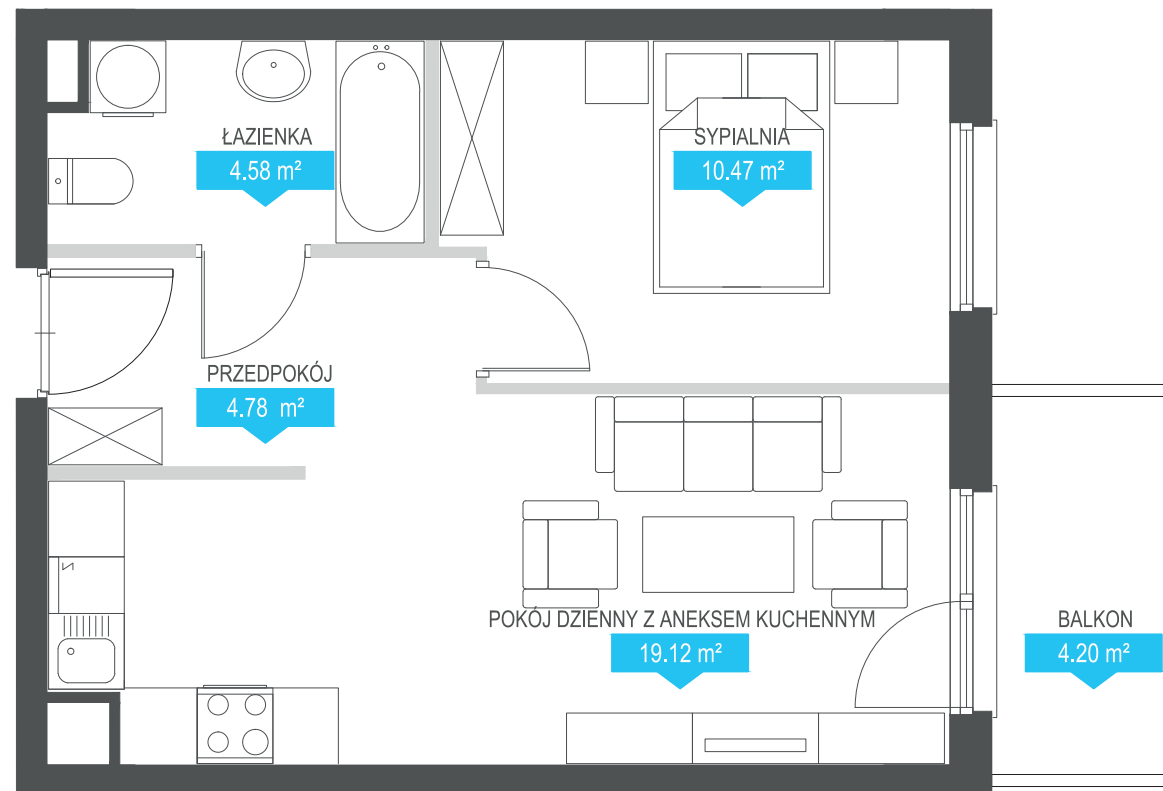 ŁAZIENKA
4.58 m²
SYPIALNIA
10.47 m²
PRZEDPOKÓJ
4.78 m²
POKÓJ DZIENNY Z ANEKSEM KUCHENNYM
19.12 m²
BALKON
4.20 m²